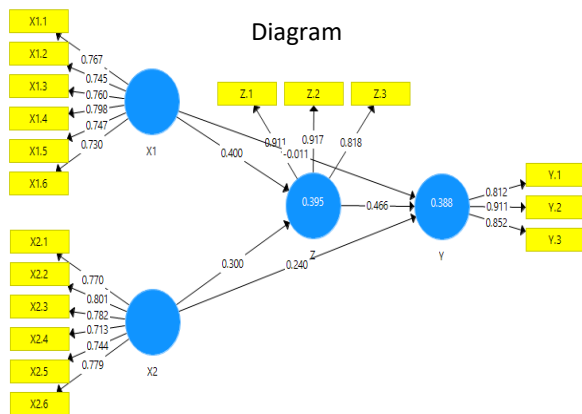 Diagram
X1.1
X1.2
X1.3
X1.4
X1.5
X1.6
0.767
0.745
0.760
0.798
0.747
0.730
X1
Z.1
Z.2
Z.3
0.911
0.917
0.818
-0.011
0.400
0.395
Z
0.466
0.388
Y
0.812
0.911
0.852
Y.1
Y.2
Y.3
0.300
0.240
X2.1
X2.2
X2.3
X2.4
X2.5
X2.6
0.770
0.801
0.782
0.713
0.744
0.779
X2